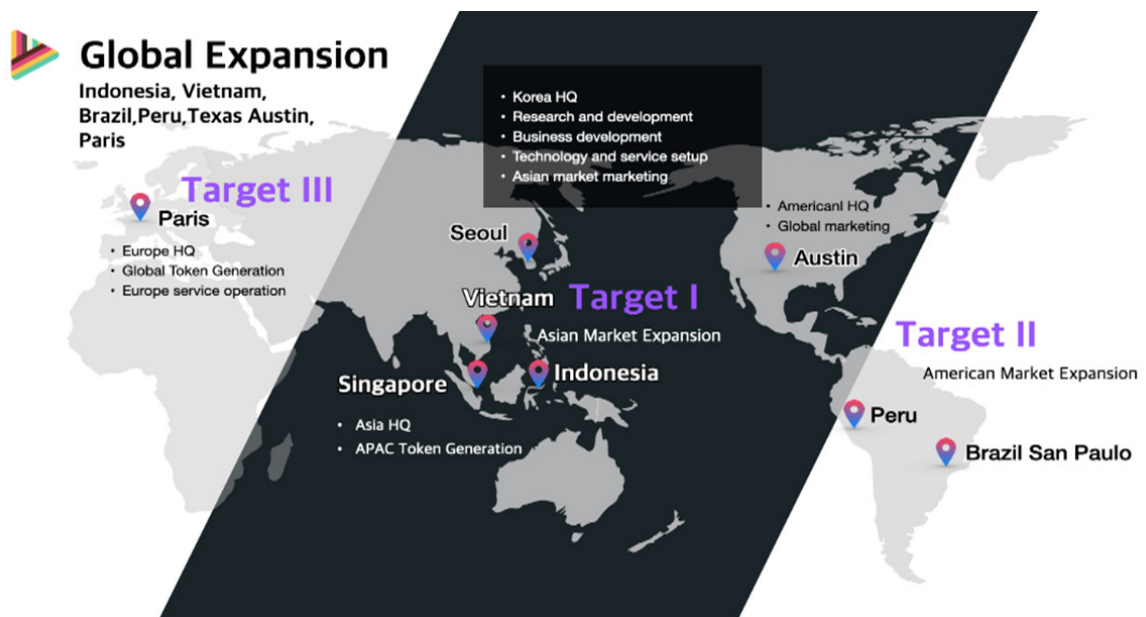 Global Expansion
Indonesia, Vietnam,
Brazil,Peru,Texas Austin,
Paris
• Korea HQ
• Research and development
• Business development
• Technology and service setup
• Asian market marketing
Target III
Paris
• Europe HQ
• Global Token Generation
• Europe service operation
Seoul
Vietnam
Target I
Asian Market Expansion
Singapore
Indonesia
• Asia HQ
• APAC Token Generation
• Americanl HQ
• Global marketing
Austin
Target II
American Market Expansion
Peru
Brazil San Paulo